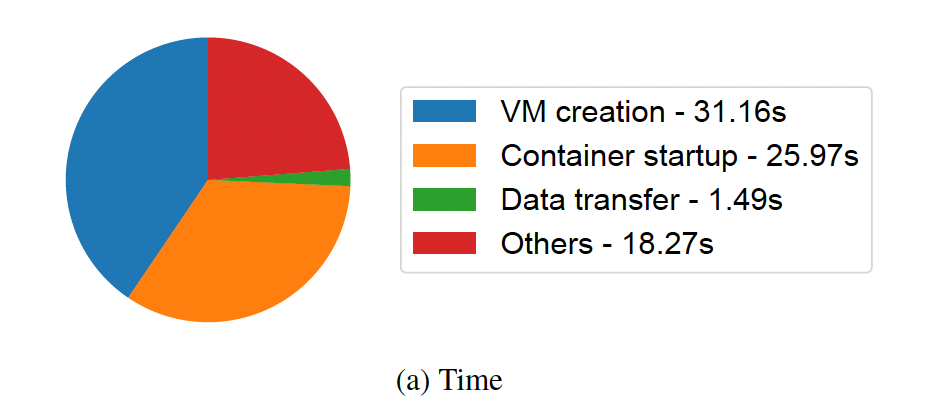 VM creation - 31.16s
Container startup - 25.97s
Data transfer - 1.49s
Others - 18.27s
(a) Time